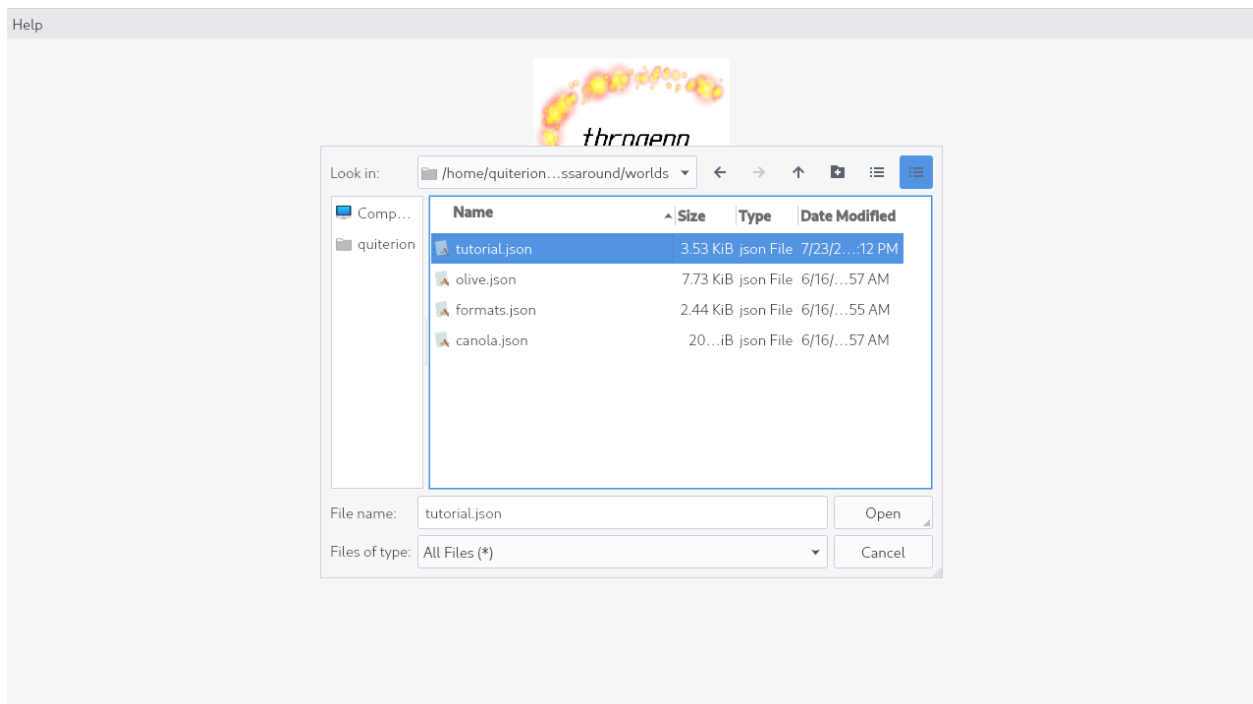 Help
Look in: /home/quiterion...ssaround/worlds
Comp...
quiterion
Name Size Type Date Modified
tutorial.json 3.53 KiB json File 7/23/2...:12 PM
olive.json 7.73 KiB json File 6/16/...57 AM
formats.json 2.44 KiB json File 6/16/...55 AM
canola.json 20...iB json File 6/16/...57 AM
File name: tutorial.json Open
Files of type: All Files (*) Cancel